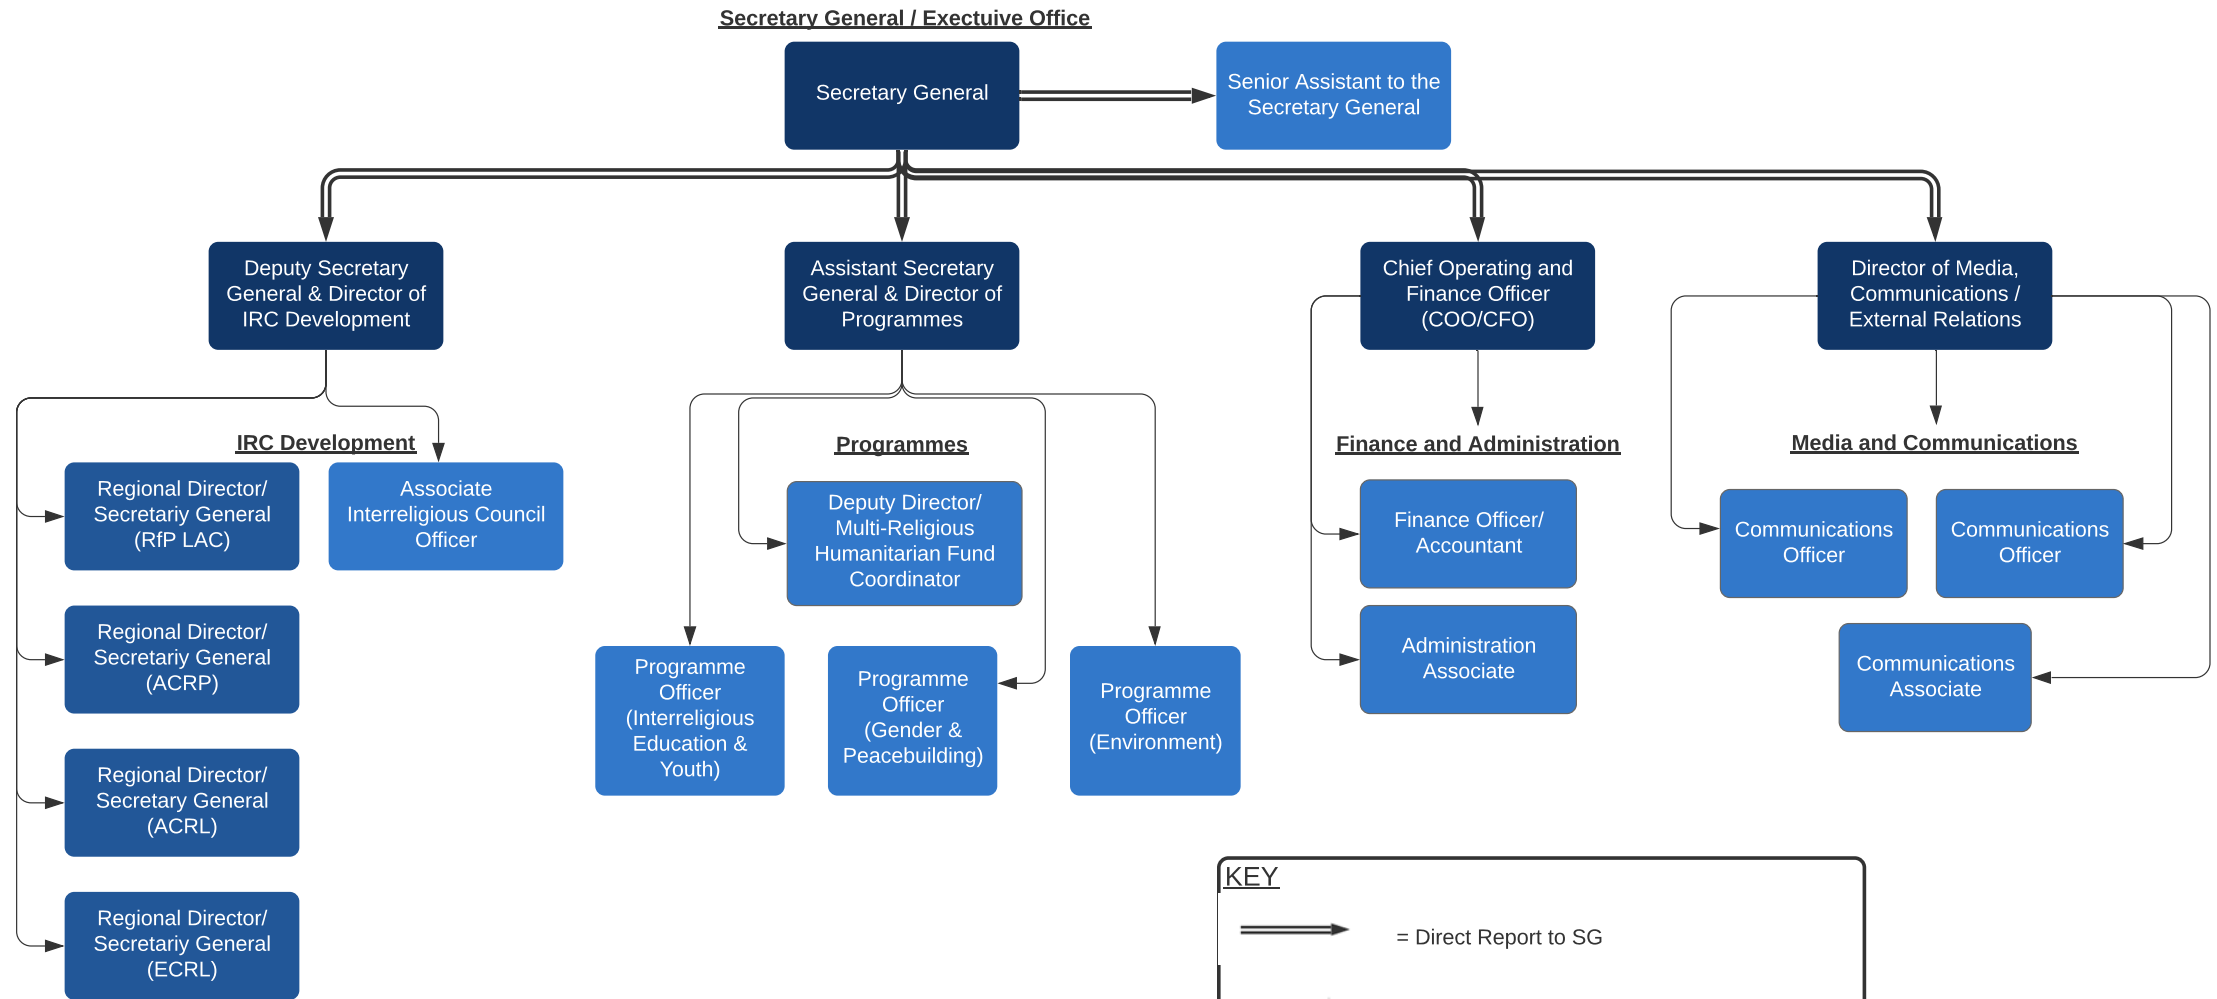 Secretary General / Exectuive Office
Secretary General
Senior Assistant to the
Secretary General
Deputy Secretary
General & Director of
IRC Development
Assistant Secretary
General & Director of
Programmes
Chief Operating and
Finance Officer
(COO/CFO)
Director of Media,
Communications /
External Relations
IRC Development
Regional Director/
Secretariy General
(RfP LAC)
Associate
Interreligious Council
Officer
Regional Director/
Secretariy General
(ACRP)
Regional Director/
Secretary General
(ACRL)
Regional Director/
Secretariy General
(ECRL)
Programmes
Deputy Director/
Multi-Religious
Humanitarian Fund
Coordinator
Programme
Officer
(Interreligious
Education &
Youth)
Programme
Officer
(Gender &
Peacebuilding)
Programme
Officer
(Environment)
Finance and Administration
Finance Officer/
Accountant
Administration
Associate
Media and Communications
Communications
Officer
Communications
Officer
Communications
Associate
KEY
= Direct Report to SG